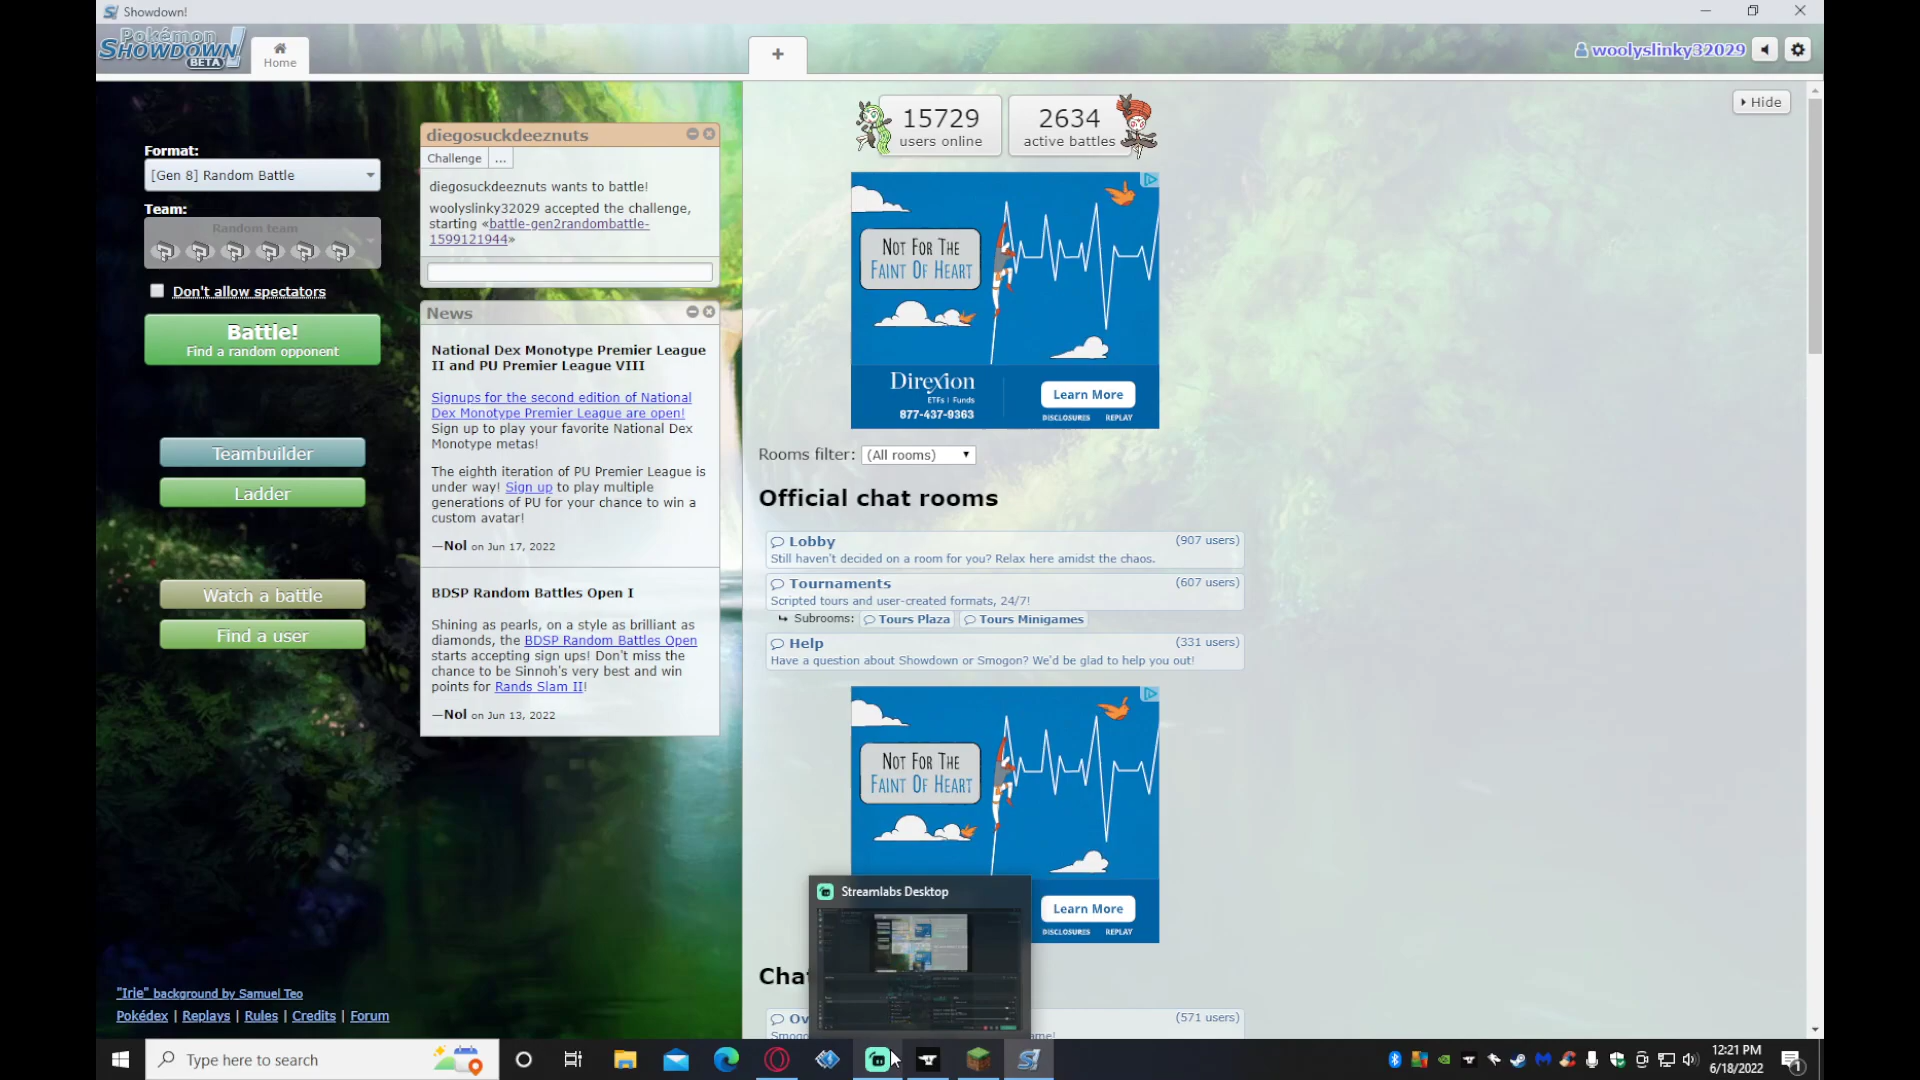 Showdown!
Pokémon
SHOWDOWN!
BETA
Home
+
woolyslinky32029
Format:
[Gen 8] Random Battle
Team:
Random team
Don't allow spectators
Battle!
Find a random opponent
Teambuilder
Ladder
Watch a battle
Find a user
"Irie" background by Samuel Teo
Pokédex | Replays | Rules | Credits | Forum
diegosuckdeeznuts
Challenge ...
diegosuckdeeznuts wants to battle!
woolyslinky32029 accepted the challenge,
starting «battle-gen2randombattle-
1599121944»
News
National Dex Monotype Premier League
II and PU Premier League VIII
Signups for the second edition of National
Dex Monotype Premier League are open!
Sign up to play your favorite National Dex
Monotype metas!
The eighth iteration of PU Premier League is
under way! Sign up to play multiple
generations of PU for your chance to win a
custom avatar!
—Nol on Jun 17, 2022
BDSP Random Battles Open I
Shining as pearls, on a style as brilliant as
diamonds, the BDSP Random Battles Open
starts accepting sign ups! Don't miss the
chance to be Sinnoh's very best and win
points for Rands Slam II!
—Nol on Jun 13, 2022
15729
users online
2634
active battles
Hide
NOT FOR THE
FAINT OF HEART
Direxion
ETFs | Funds
877-437-9363
Learn More
DISCLOSURES REPLAY
Rooms filter: (All rooms)
Official chat rooms
Lobby (907 users)
Still haven't decided on a room for you? Relax here amidst the chaos.
Tournaments (607 users)
Scripted tours and user-created formats, 24/7!
Subrooms: Tours Plaza Tours Minigames
Help (331 users)
Have a question about Showdown or Smogon? We'd be glad to help you out!
NOT FOR THE
FAINT OF HEART
Learn More
DISCLOSURES REPLAY
Streamlabs Desktop
(571 users)
Type here to search
12:21 PM
6/18/2022
1